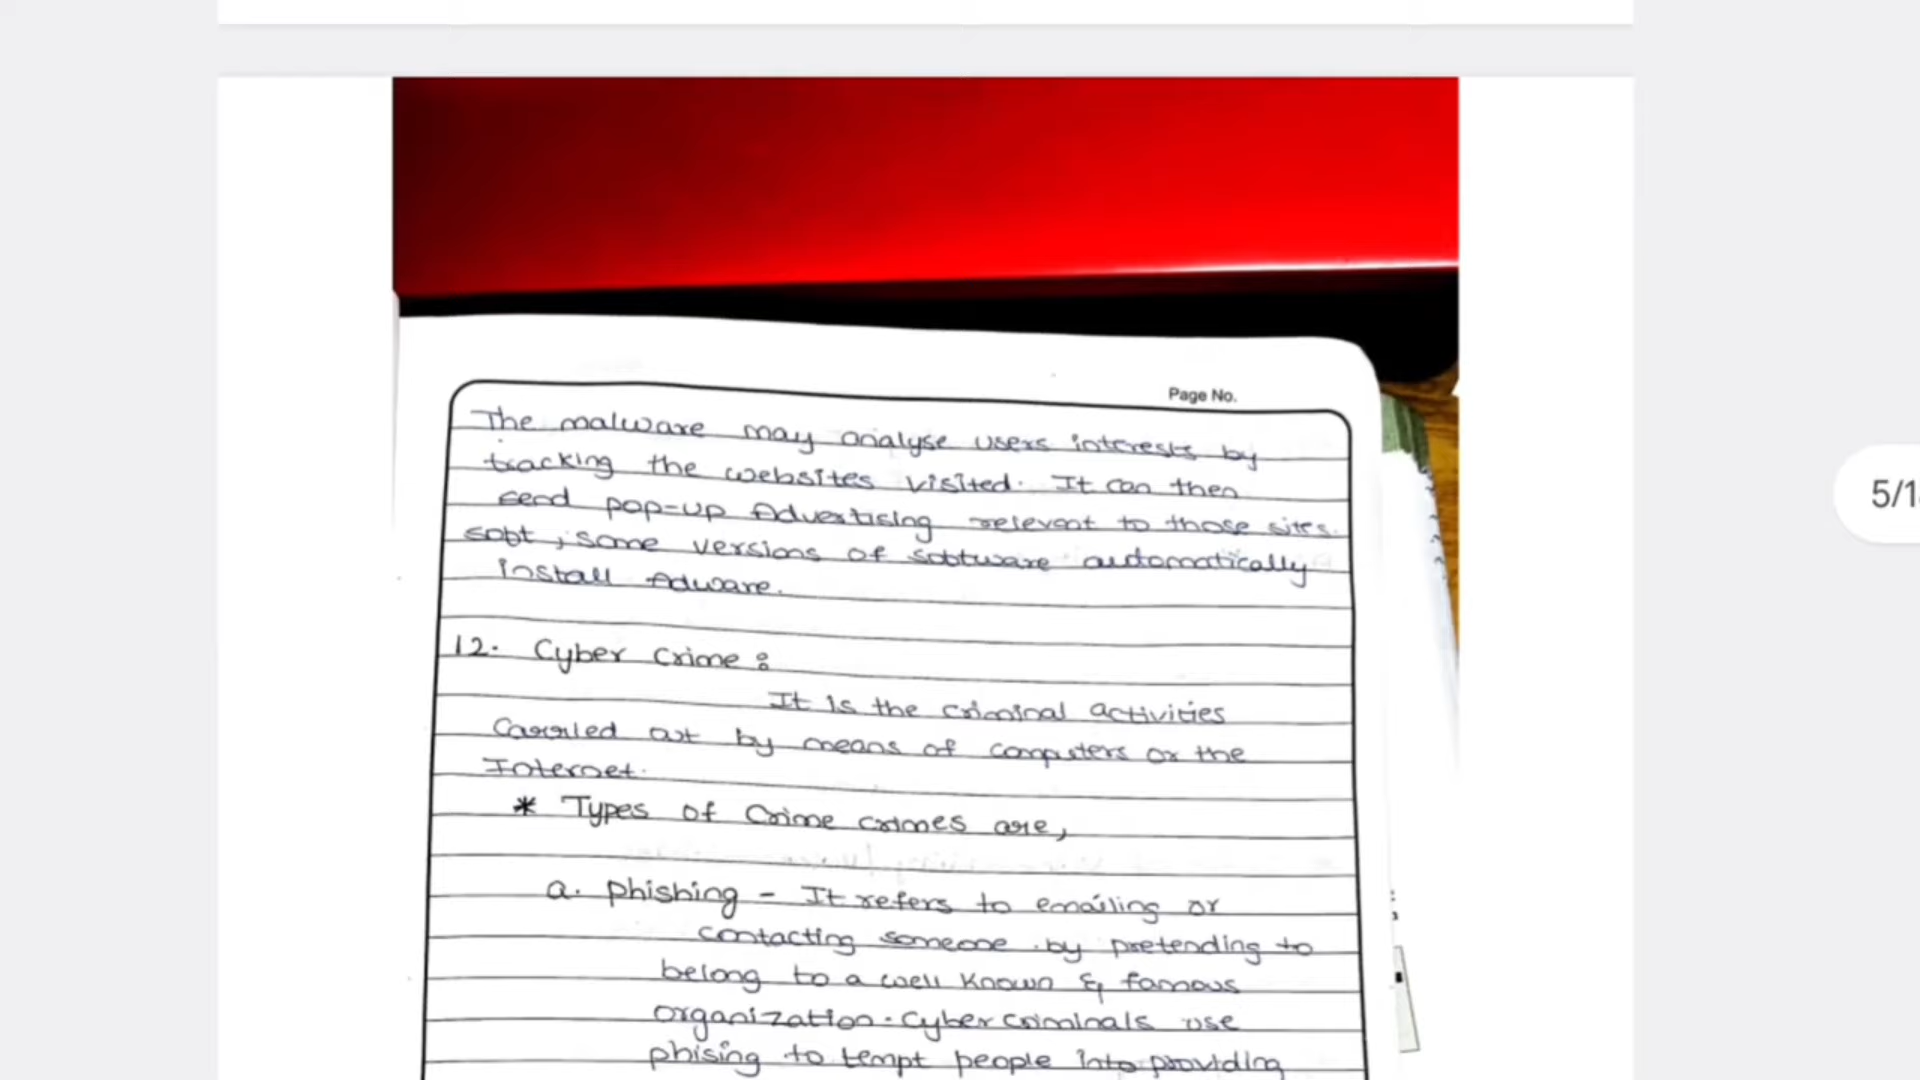 Page No.
The malware may analyse users interests by
tracking the websites visited. It can then
send pop-up Advertising relevent to those sites.
soft, some versions of software automatically
install Adware.
12. Cyber crime :
It is the criminal activities
Carried out by means of computers or the
Internet.
* Types of Crime crimes are,
a. phishing - It refers to emailing or
contacting someone by pretending to
belong to a well known & famous
organization. Cyber criminals use
phising to tempt people into providing
5/1